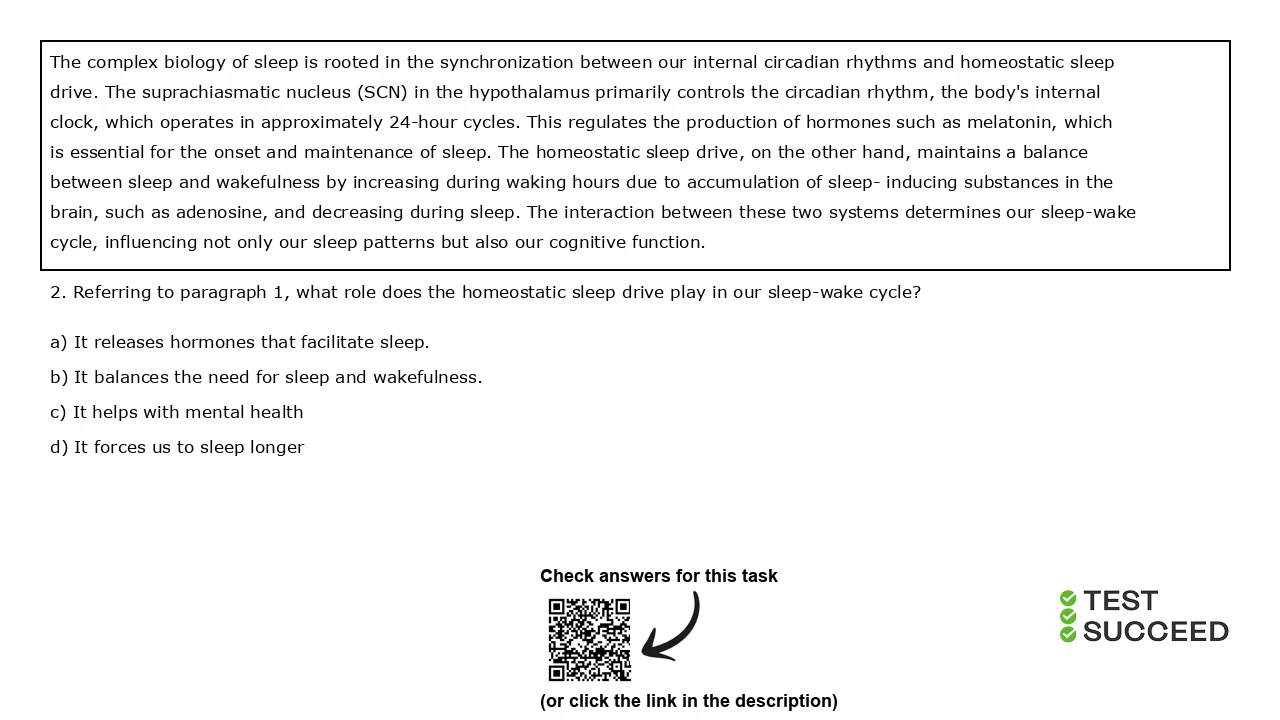 The complex biology of sleep is rooted in the synchronization between our internal circadian rhythms and homeostatic sleep
drive. The suprachiasmatic nucleus (SCN) in the hypothalamus primarily controls the circadian rhythm, the body's internal
clock, which operates in approximately 24-hour cycles. This regulates the production of hormones such as melatonin, which
is essential for the onset and maintenance of sleep. The homeostatic sleep drive, on the other hand, maintains a balance
between sleep and wakefulness by increasing during waking hours due to accumulation of sleep- inducing substances in the
brain, such as adenosine, and decreasing during sleep. The interaction between these two systems determines our sleep-wake
cycle, influencing not only our sleep patterns but also our cognitive function.
2. Referring to paragraph 1, what role does the homeostatic sleep drive play in our sleep-wake cycle?
a) It releases hormones that facilitate sleep.
b) It balances the need for sleep and wakefulness.
c) It helps with mental health
d) It forces us to sleep longer
Check answers for this task
(or click the link in the description)
TEST
SUCCEED